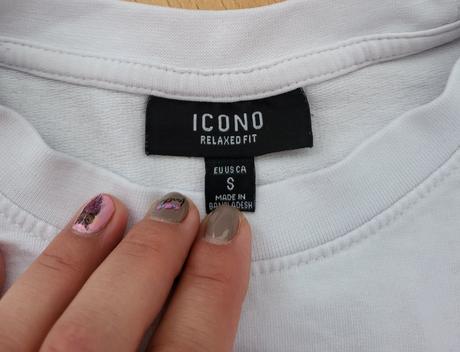 ICONO
RELAXED FIT
EU US CA
S
MADE IN
BANGLADESH